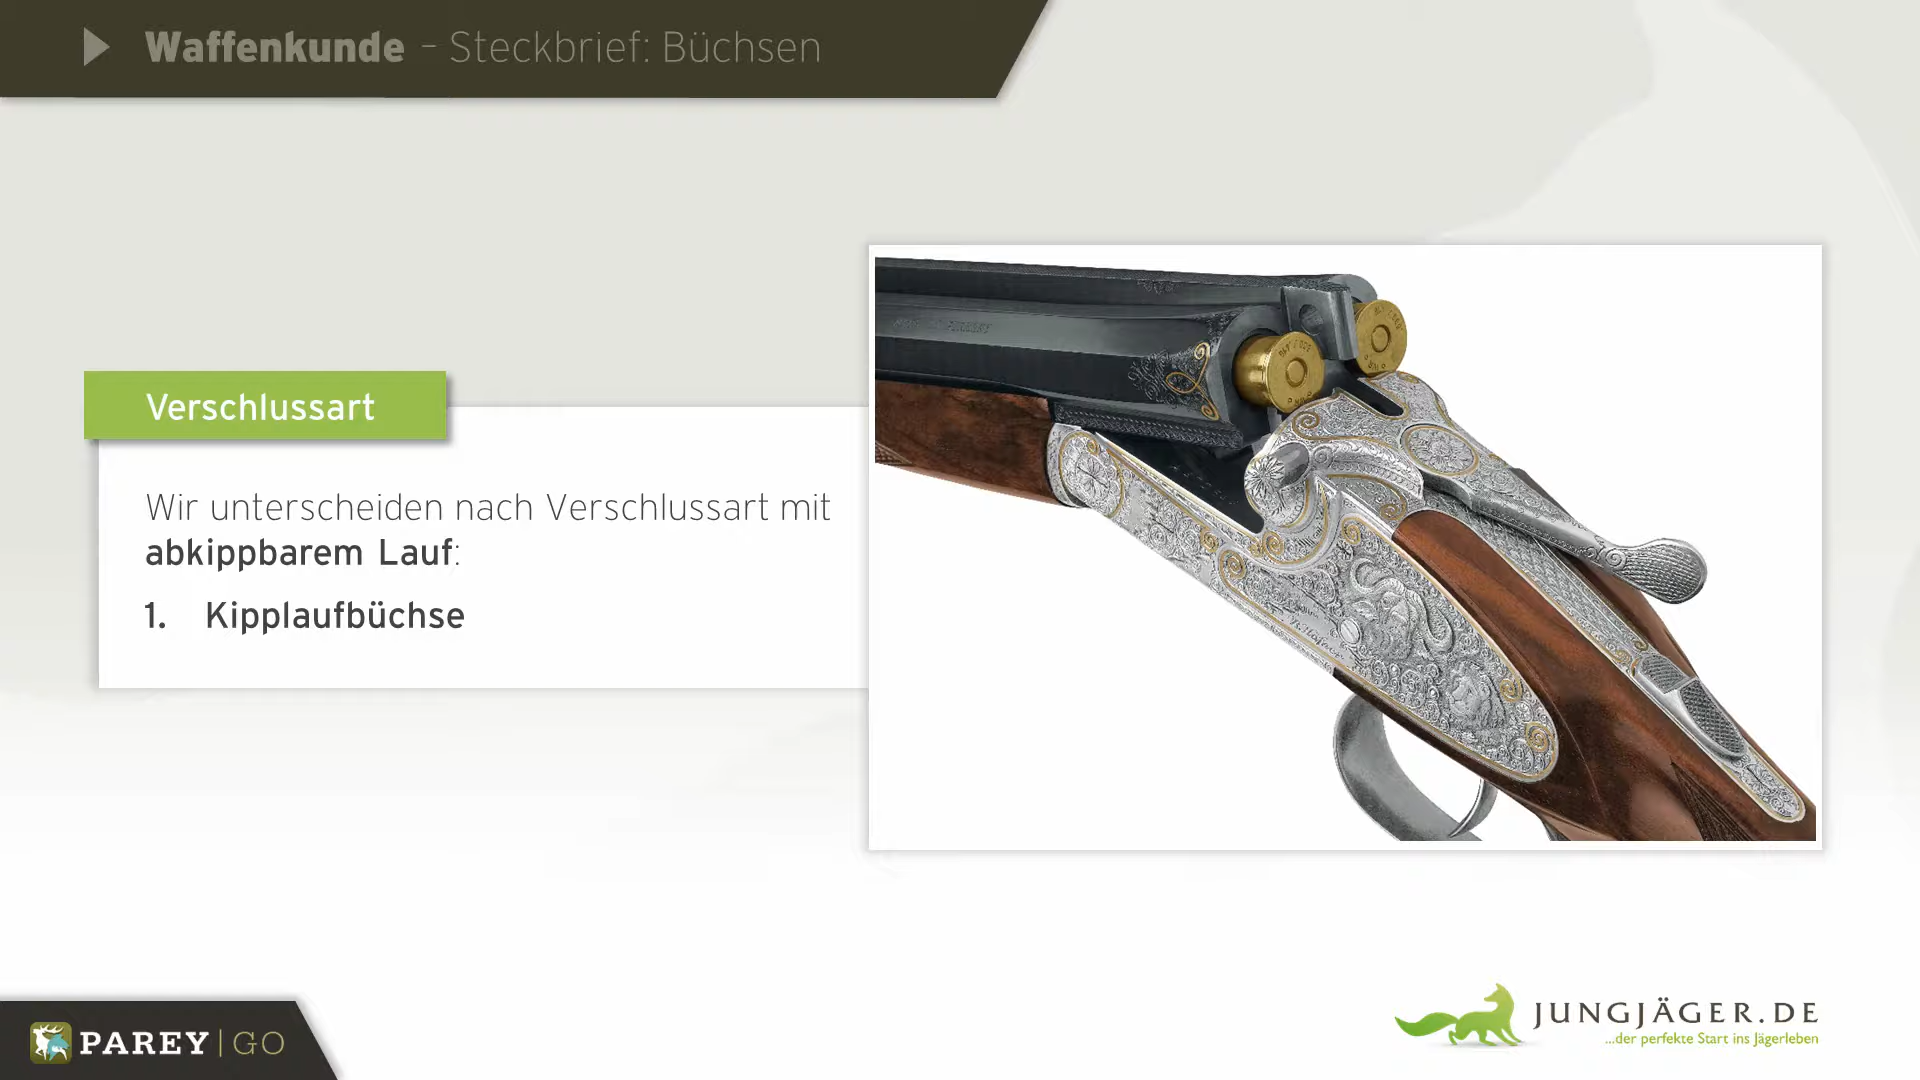 Waffenkunde – Steckbrief: Büchsen
Verschlussart
Wir unterscheiden nach Verschlussart mit
abkippbarem Lauf:
1. Kipplaufbüchse
PAREY|GO
JUNGJÄGER.DE
...der perfekte Start ins Jägerleben